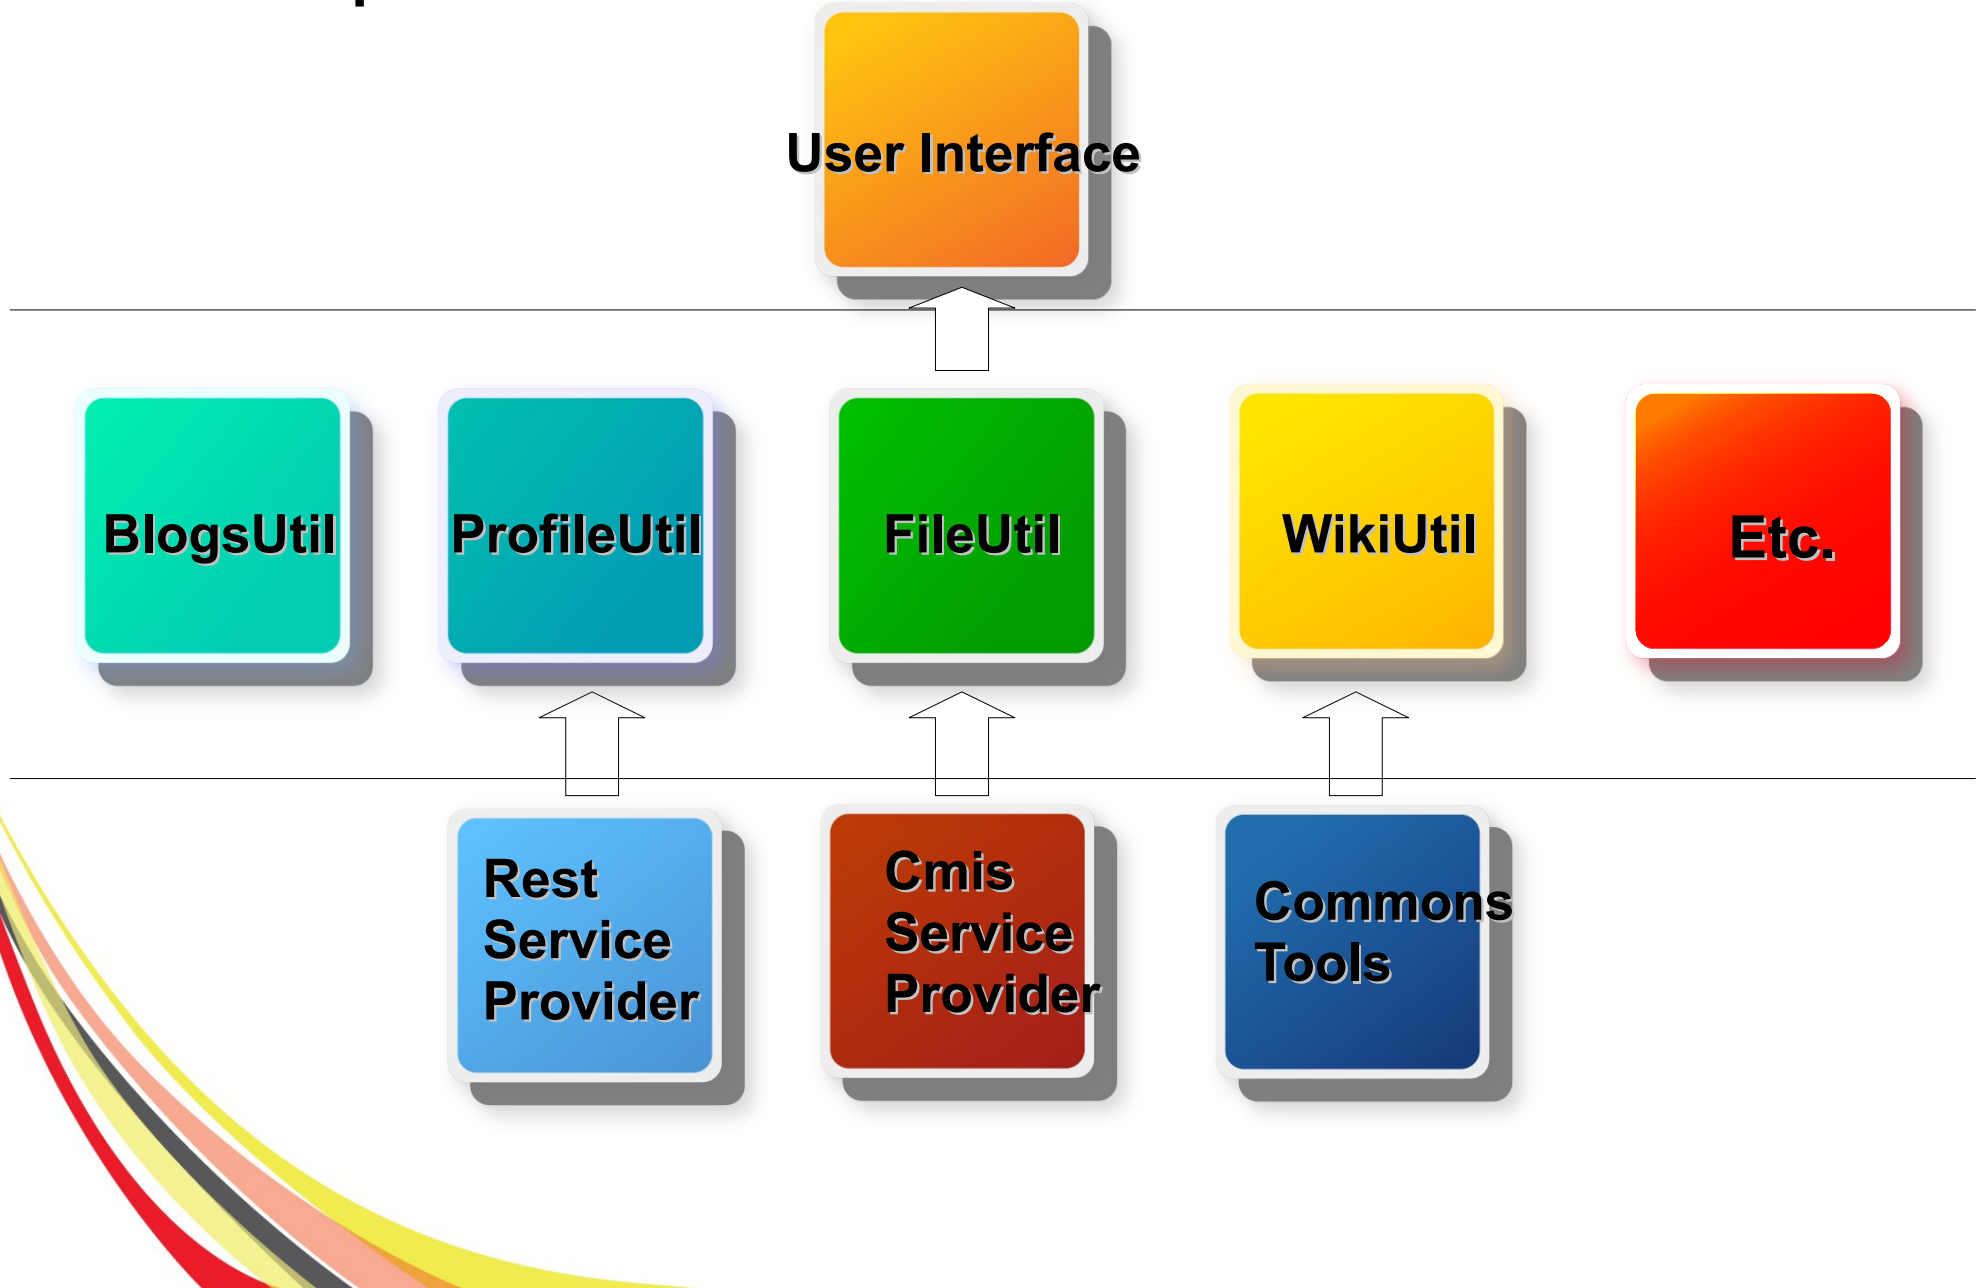 User Interface
BlogsUtil
ProfileUtil
FileUtil
WikiUtil
Etc.
Rest
Service
Provider
Cmis
Service
Provider
Commons
Tools